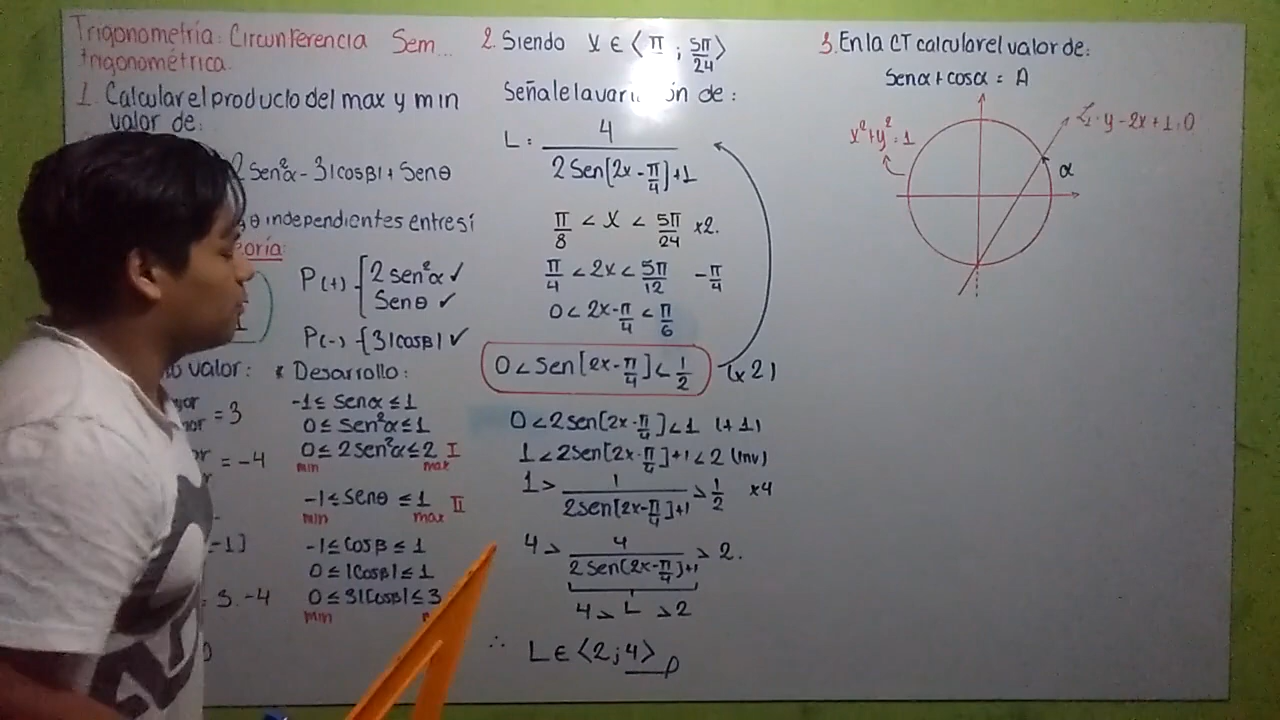 Trigonometría: Circunferencia Sem...
trigonométrica.
1. Calcular el producto del max y min
valor de:
2 Sen²α - 3|cosβ| + Senθ
θ independientes entre sí
oría:
P(+) { 2 sen²α ✓
Senθ ✓
P(-) { 3|cosβ| ✓
1
valor:
= 3
= -4
-1]
= 3. -4
* Desarrollo:
-1 ≤ senα ≤ 1
0 ≤ sen²α ≤ 1
0 ≤ 2sen²α ≤ 2 I
min max
-1 ≤ senθ ≤ 1 II
min max
-1 ≤ cosβ ≤ 1
0 ≤ |cosβ| ≤ 1
0 ≤ 3|cosβ| ≤ 3
min
2. Siendo x ∈ ⟨π ; 5π/24⟩
Señale la variación de:
L = 4/(2 Sen[2x - π/4] + 1)
π/8 < x < 5π/24 ×2.
π/4 < 2x < 5π/12 - π/4
0 < 2x - π/4 < π/6
0 < Sen[2x - π/4] < 1/2 (×2)
0 < 2sen[2x - π/4] < 1 (+1)
1 < 2sen[2x - π/4] + 1 < 2 (inv)
1 > 1/(2sen[2x - π/4] + 1) > 1/2 ×4
4 > 4/(2sen(2x - π/4) + 1) > 2.
4 > L > 2
∴ L ∈ ⟨2; 4⟩
3. En la CT calcular el valor de:
Senα + cosα = A
x² + y² = 1
L₁: y - 2x + 1 = 0
α